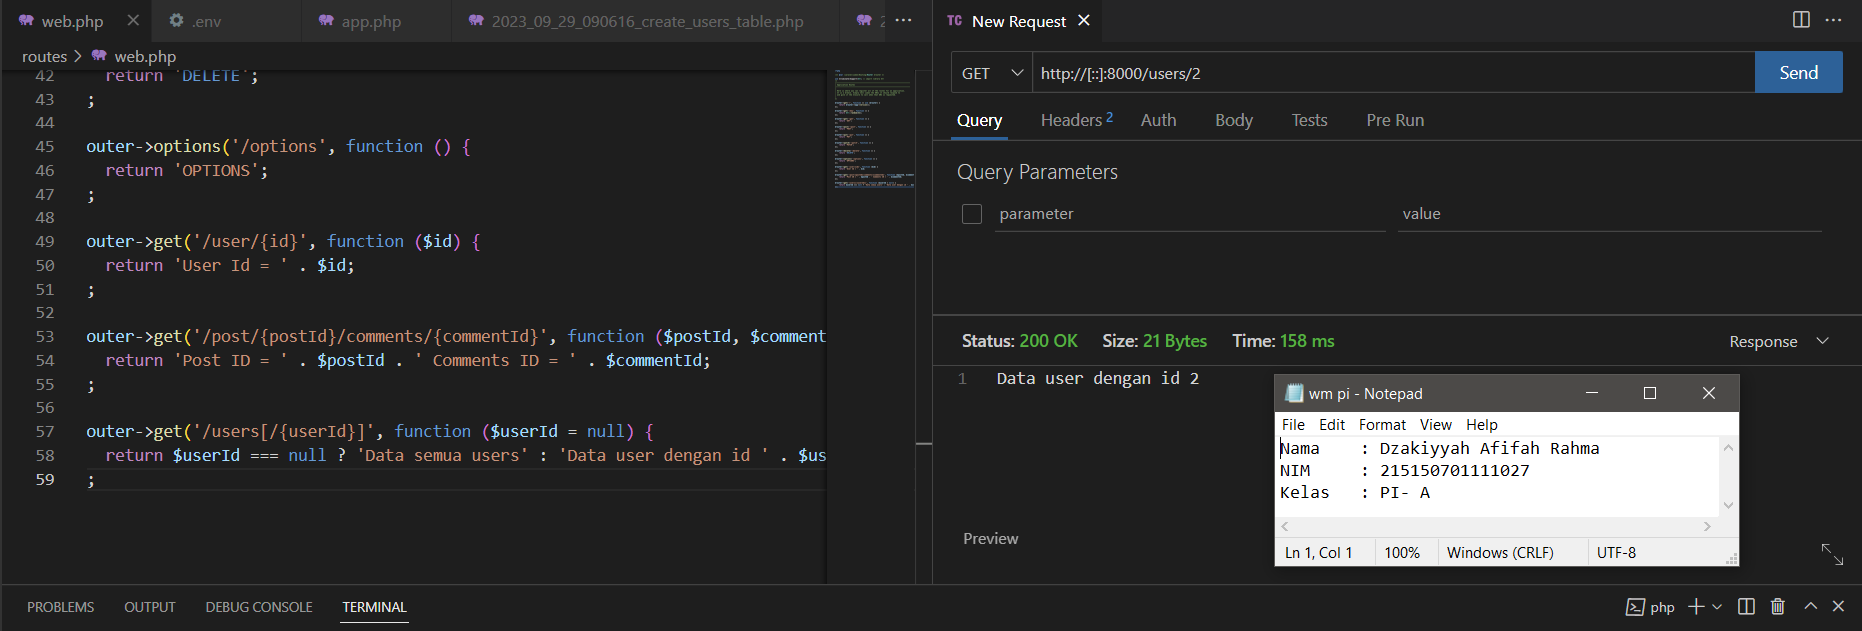 web.php
.env
app.php
2023_09_29_090616_create_users_table.php
2
routes > web.php
42 return 'DELETE';
43 ;
44
45 outer->options('/options', function () {
46 return 'OPTIONS';
47 ;
48
49 outer->get('/user/{id}', function ($id) {
50 return 'User Id = ' . $id;
51 ;
52
53 outer->get('/post/{postId}/comments/{commentId}', function ($postId, $comment
54 return 'Post ID = ' . $postId . ' Comments ID = ' . $commentId;
55 ;
56
57 outer->get('/users[/{userId}]', function ($userId = null) {
58 return $userId === null ? 'Data semua users' : 'Data user dengan id ' . $us
59 ;
TC New Request
GET http://[::]:8000/users/2 Send
Query Headers 2 Auth Body Tests Pre Run
Query Parameters
parameter value
Status: 200 OK Size: 21 Bytes Time: 158 ms Response
1 Data user dengan id 2
wm pi - Notepad
File Edit Format View Help
Nama : Dzakiyyah Afifah Rahma
NIM : 215150701111027
Kelas : PI- A
Ln 1, Col 1 100% Windows (CRLF) UTF-8
Preview
PROBLEMS OUTPUT DEBUG CONSOLE TERMINAL php